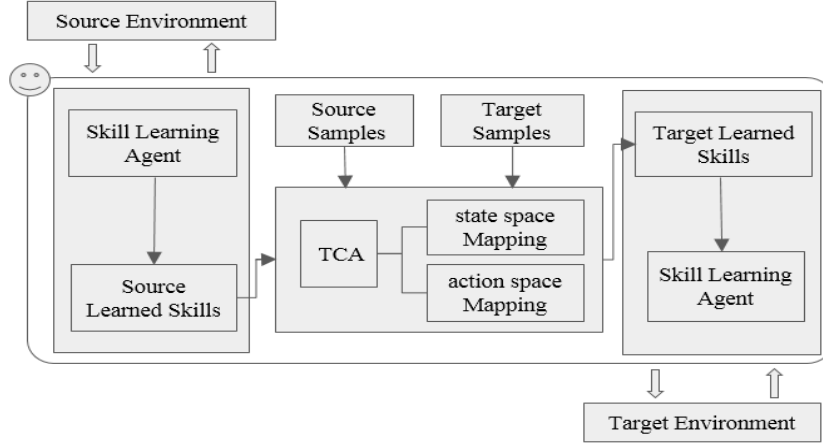 Source Environment
Skill Learning
Agent
Source
Learned Skills
Source
Samples
Target
Samples
TCA
state space
Mapping
action space
Mapping
Target Learned
Skills
Skill Learning
Agent
Target Environment